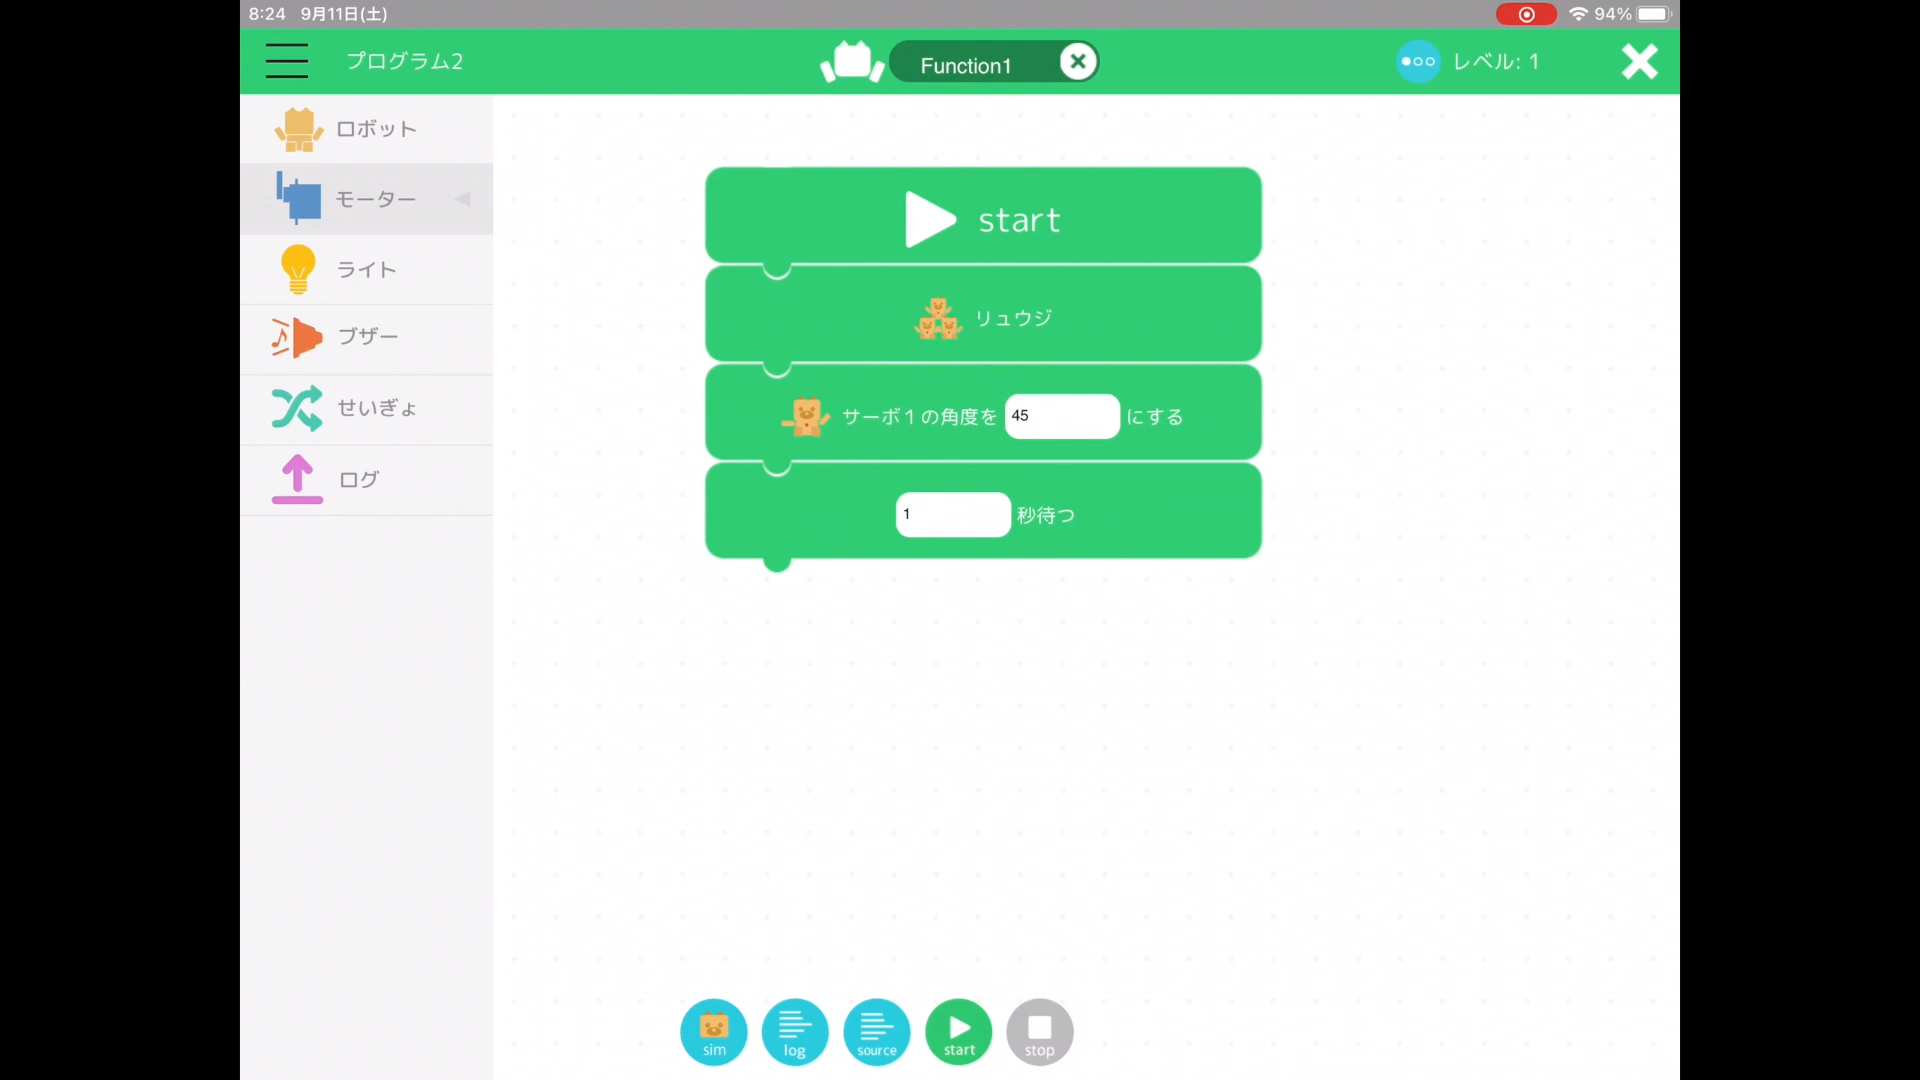 8:24 9月11日(土) 94%
プログラム2 Function1 レベル: 1
ロボット
モーター
ライト
ブザー
せいぎょ
ログ
start
リュウジ
サーボ１の角度を 45 にする
1 秒待つ
sim log source start stop